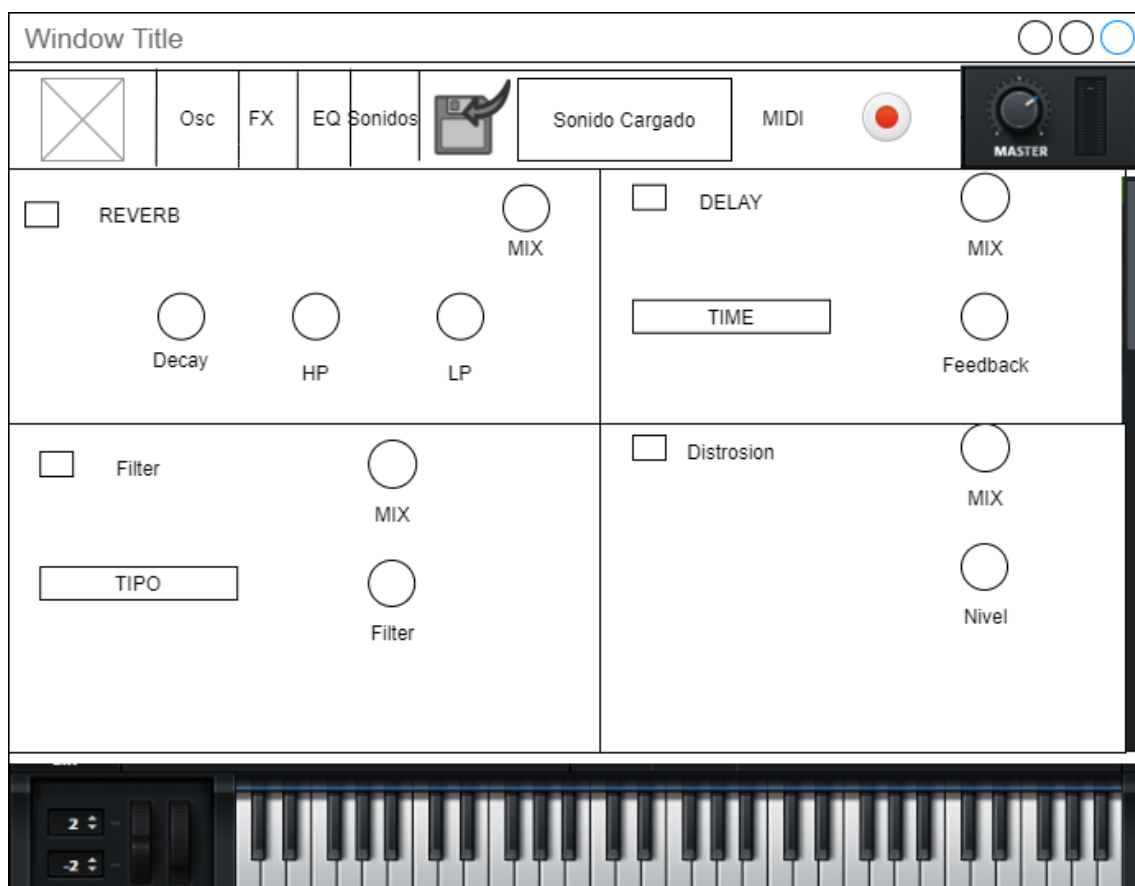 Window Title
Osc FX EQ Sonidos Sonido Cargado MIDI
MASTER
REVERB
MIX
Decay HP LP
DELAY
MIX
TIME
Feedback
Filter
MIX
TIPO
Filter
Distrosion
MIX
Nivel
2
-2